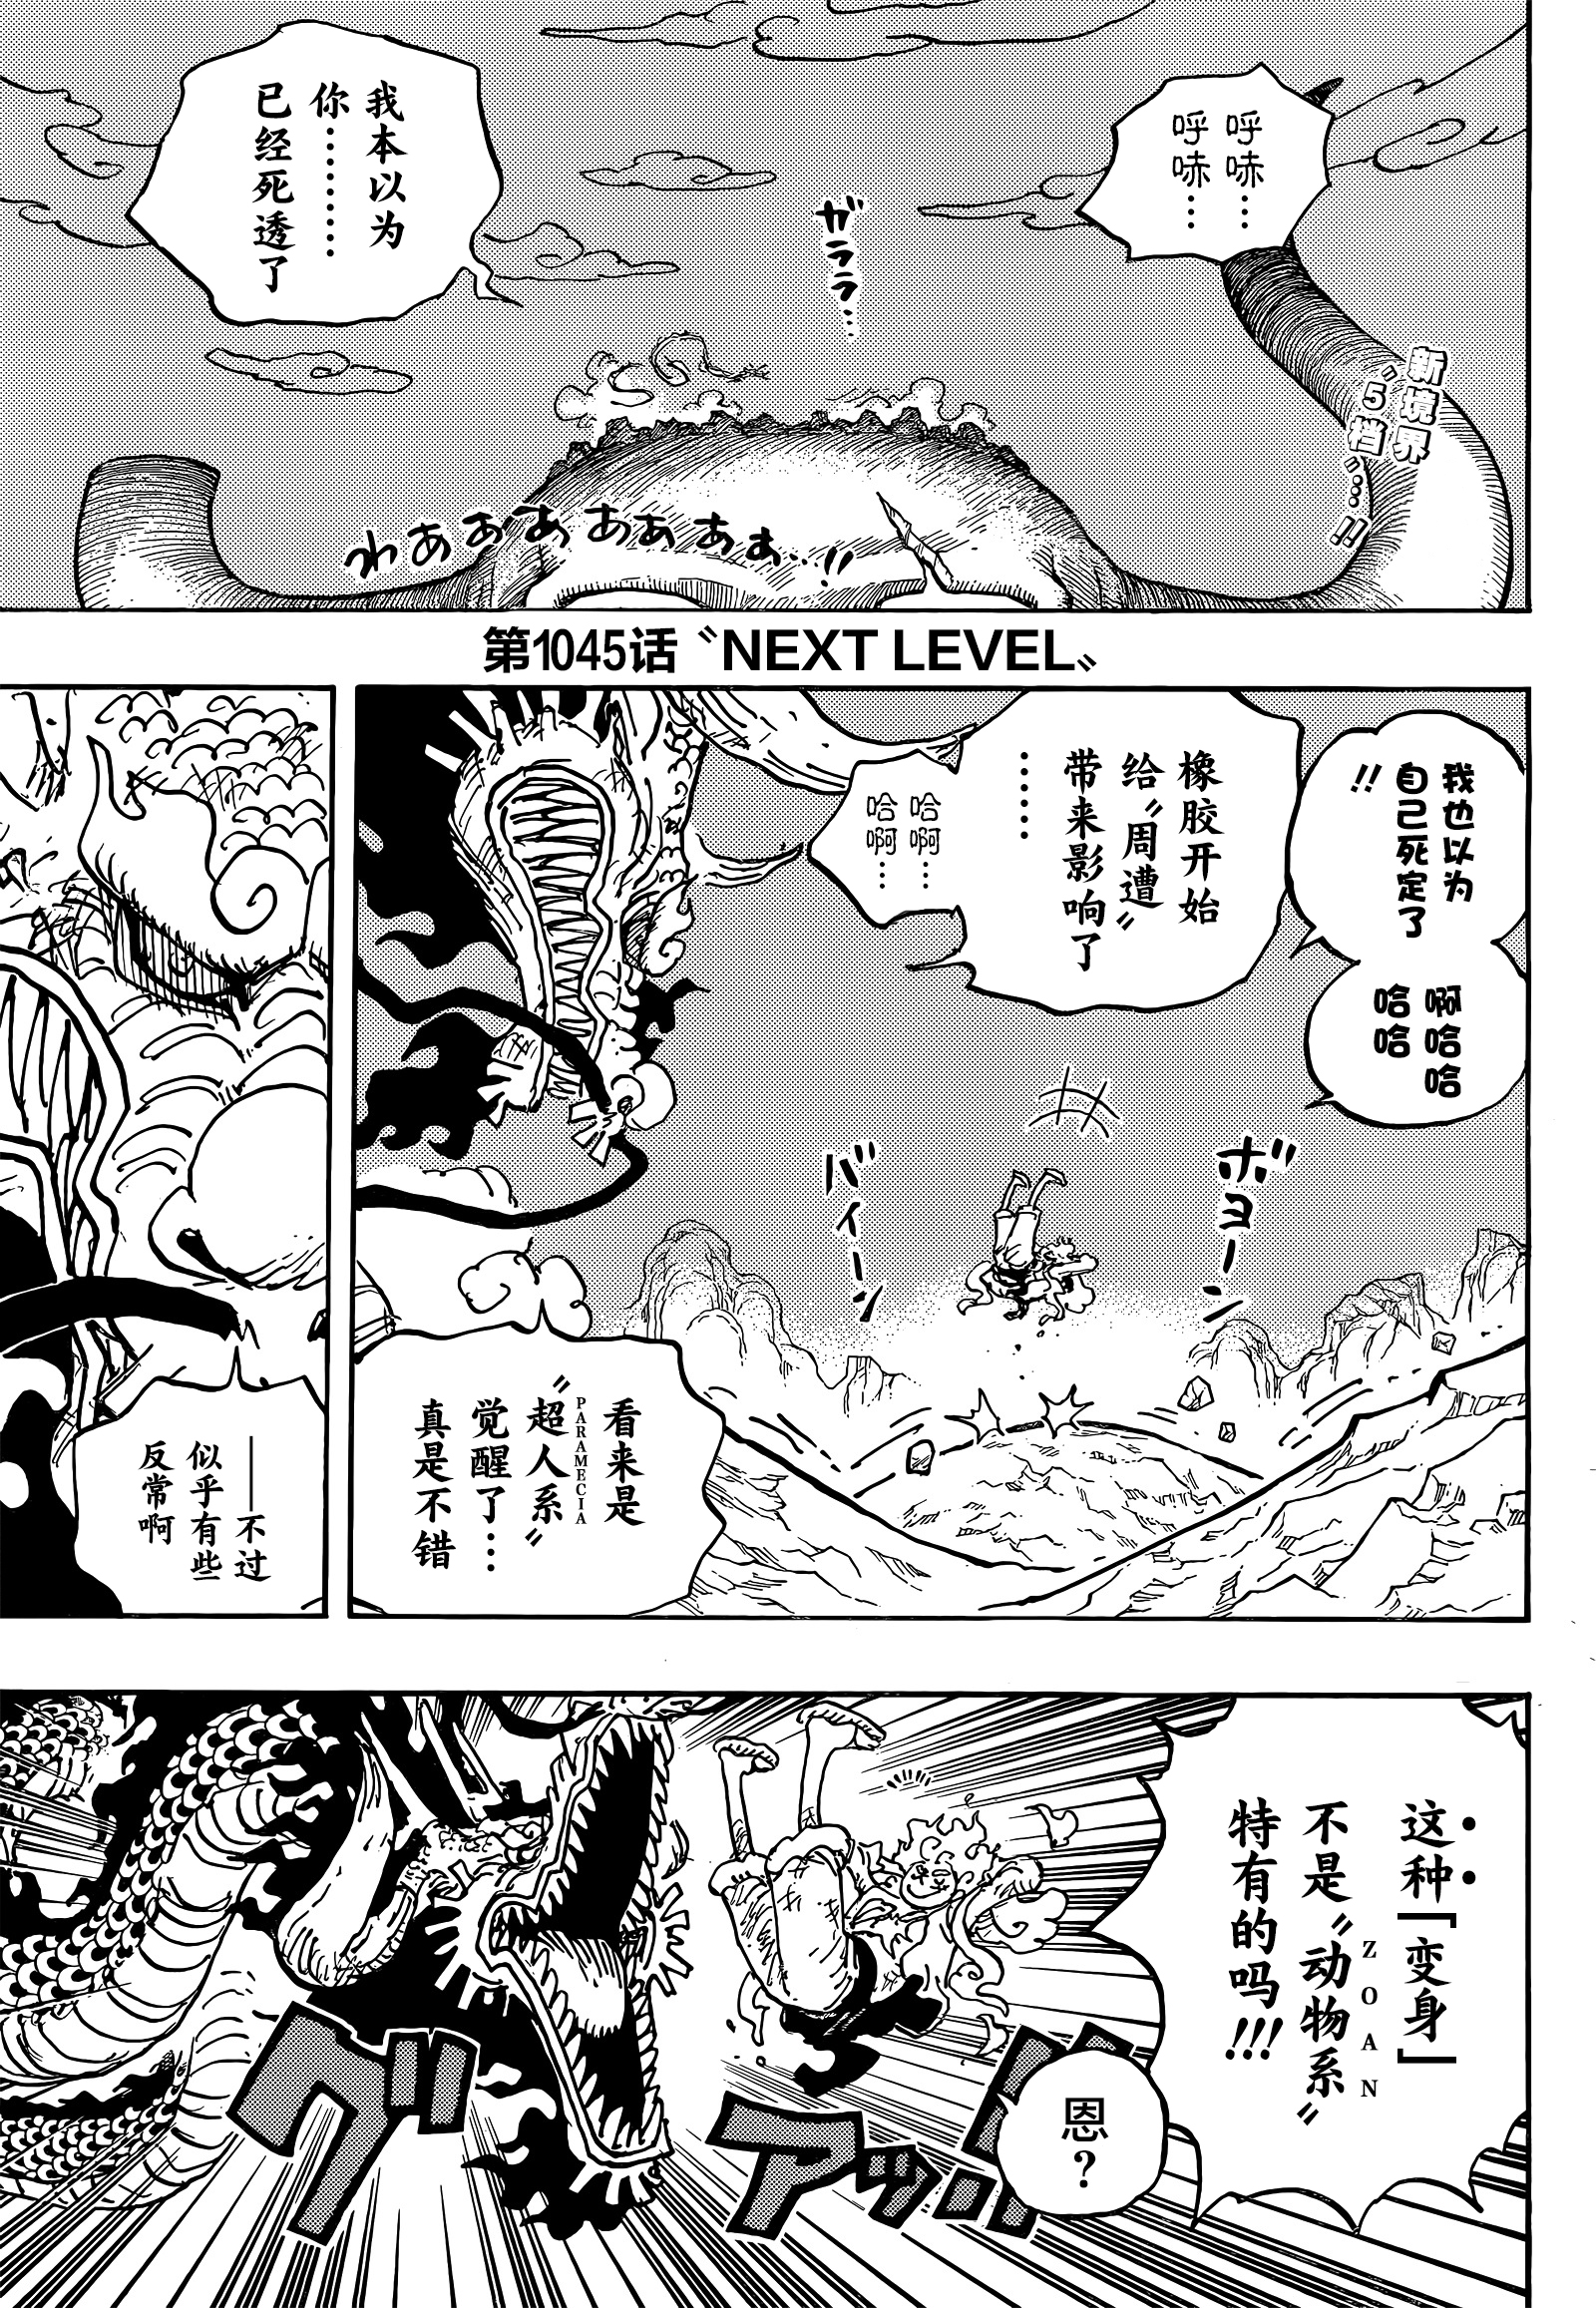 呼哧…
呼哧…
我本以为
你………
已经死透了
ガララ…
新境界
〝5档〞…!!
わああああああぁ…!!
第1045话〝NEXT LEVEL〞
我也以为
自己死定了
!!
啊哈哈
哈哈
橡胶开始
给〝周遭〞
带来影响了
……
哈啊…
哈啊…
ボヨーン
バイーン
看来是
PARAMECIA
〝超人系〞
觉醒了…
真是不错
——不过
似乎有些
反常啊
这种「变身」
不是〝动物系〞
ZOAN
特有的吗!!!
恩?
グアッ